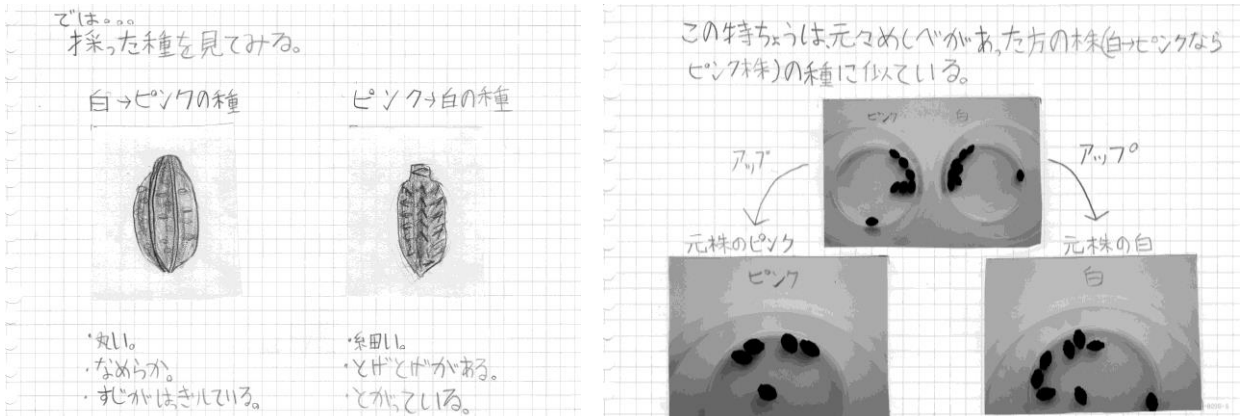 では。。。
採った種を見てみる。
白→ピンクの種
ピンク→白の種
・丸い。
・なめらか。
・すじがはっきりしている。
・細い。
・とげとげがある。
・とがっている。
この特ちょうは、元々めしべがあった方の株(白→ピンクなら
ピンク株)の種に似ている。
ピンク
白
アップ
アップ
元株のピンク
元株の白
ピンク
白